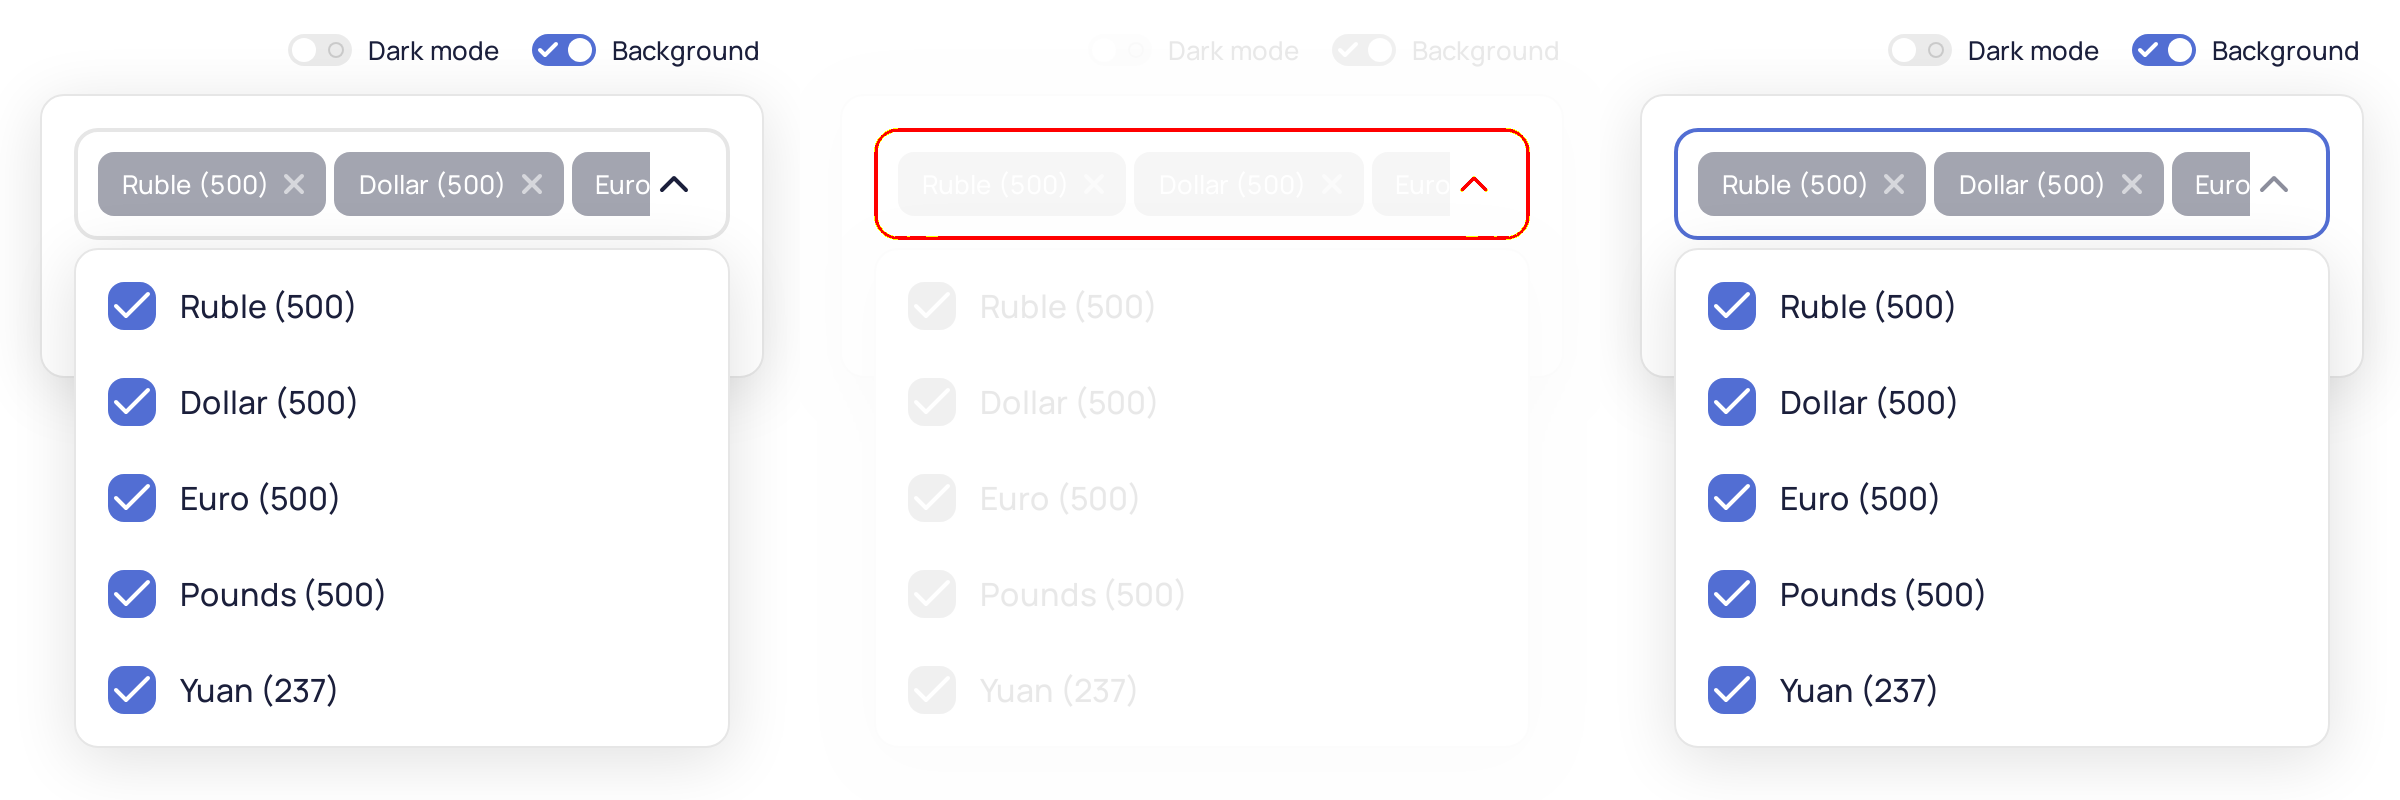 Dark mode Background
Ruble (500) Dollar (500) Euro
Ruble (500)
Dollar (500)
Euro (500)
Pounds (500)
Yuan (237)
Dark mode Background
Ruble (500) Dollar (500) Euro
Ruble (500)
Dollar (500)
Euro (500)
Pounds (500)
Yuan (237)
Dark mode Background
Ruble (500) Dollar (500) Euro
Ruble (500)
Dollar (500)
Euro (500)
Pounds (500)
Yuan (237)